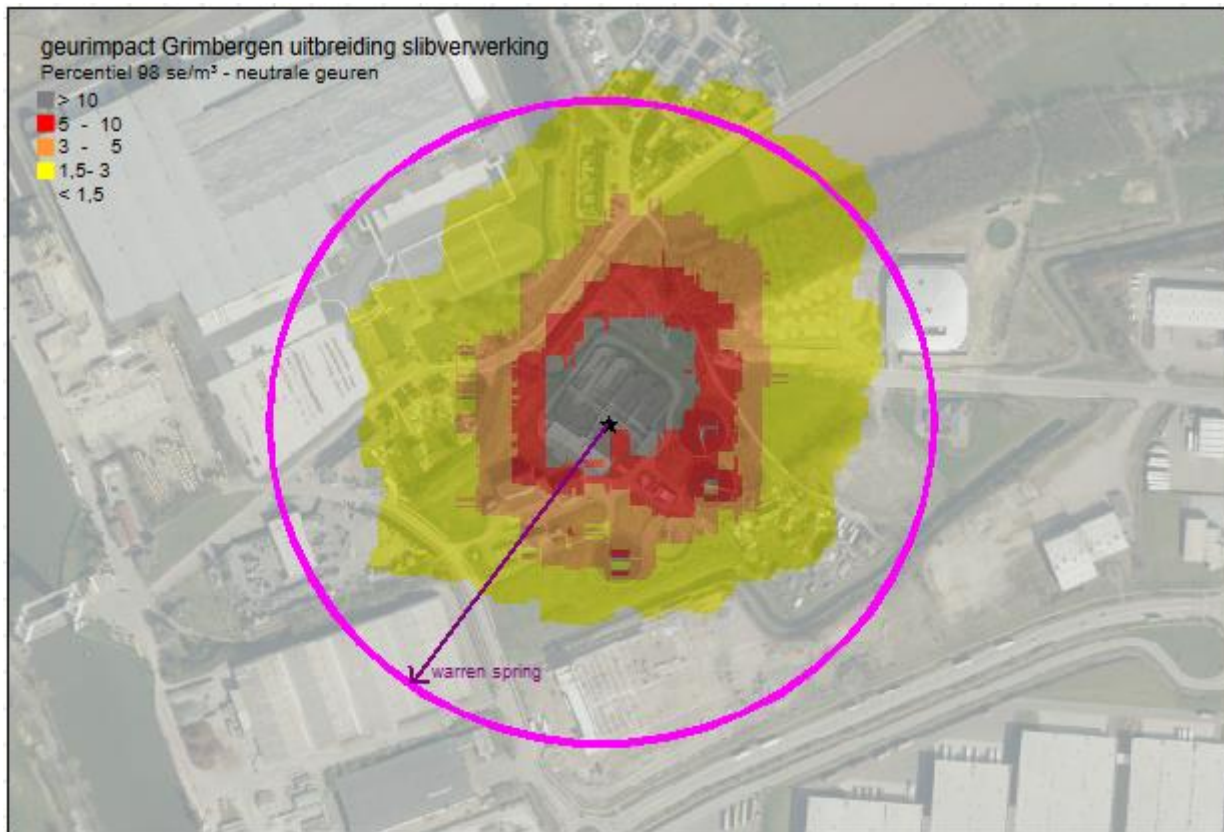 geurimpact Grimbergen uitbreiding slibverwerking
Percentiel 98 se/m³ - neutrale geuren
> 10
5 - 10
3 - 5
1,5- 3
< 1,5
warren spring